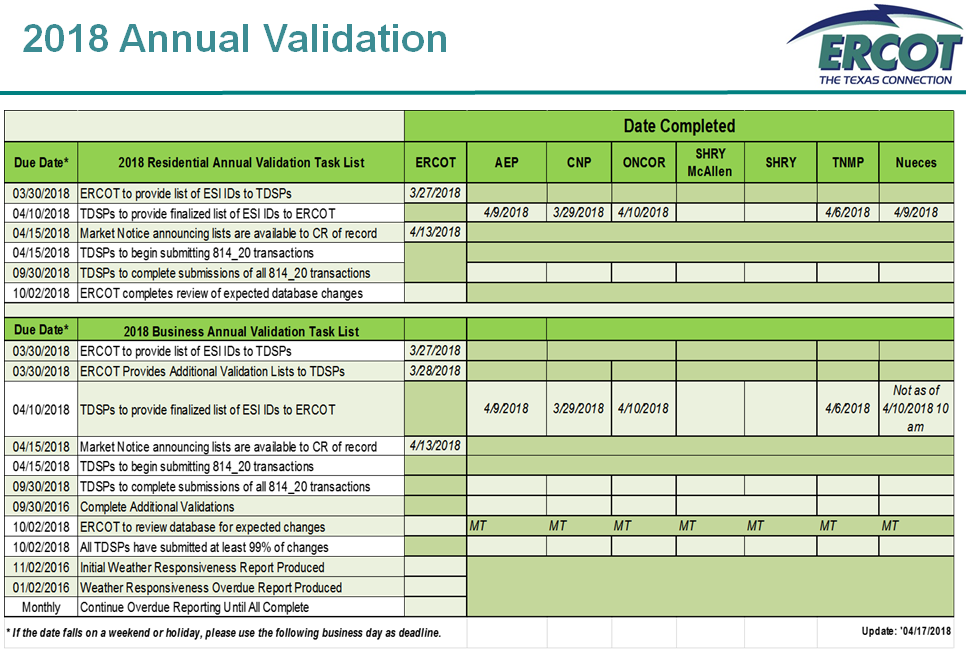 2018 Annual Validation
ERCOT
THE TEXAS CONNECTION
Date Completed
Due Date* 2018 Residential Annual Validation Task List ERCOT AEP CNP ONCOR SHRY McAllen SHRY TNMP Nueces
03/30/2018 ERCOT to provide list of ESI IDs to TDSPs 3/27/2018
04/10/2018 TDSPs to provide finalized list of ESI IDs to ERCOT 4/9/2018 3/29/2018 4/10/2018 4/6/2018 4/9/2018
04/15/2018 Market Notice announcing lists are available to CR of record 4/13/2018
04/15/2018 TDSPs to begin submitting 814_20 transactions
09/30/2018 TDSPs to complete submissions of all 814_20 transactions
10/02/2018 ERCOT completes review of expected database changes
Due Date* 2018 Business Annual Validation Task List
03/30/2018 ERCOT to provide list of ESI IDs to TDSPs 3/27/2018
03/30/2018 ERCOT Provides Additional Validation Lists to TDSPs 3/28/2018
04/10/2018 TDSPs to provide finalized list of ESI IDs to ERCOT 4/9/2018 3/29/2018 4/10/2018 4/6/2018 Not as of 4/10/2018 10 am
04/15/2018 Market Notice announcing lists are available to CR of record 4/13/2018
04/15/2018 TDSPs to begin submitting 814_20 transactions
09/30/2018 TDSPs to complete submissions of all 814_20 transactions
09/30/2016 Complete Additional Validations
10/02/2018 ERCOT to review database for expected changes MT MT MT MT MT MT MT
10/02/2018 All TDSPs have submitted at least 99% of changes
11/02/2016 Initial Weather Responsiveness Report Produced
01/02/2016 Weather Responsiveness Overdue Report Produced
Monthly Continue Overdue Reporting Until All Complete
* If the date falls on a weekend or holiday, please use the following business day as deadline. Update: '04/17/2018